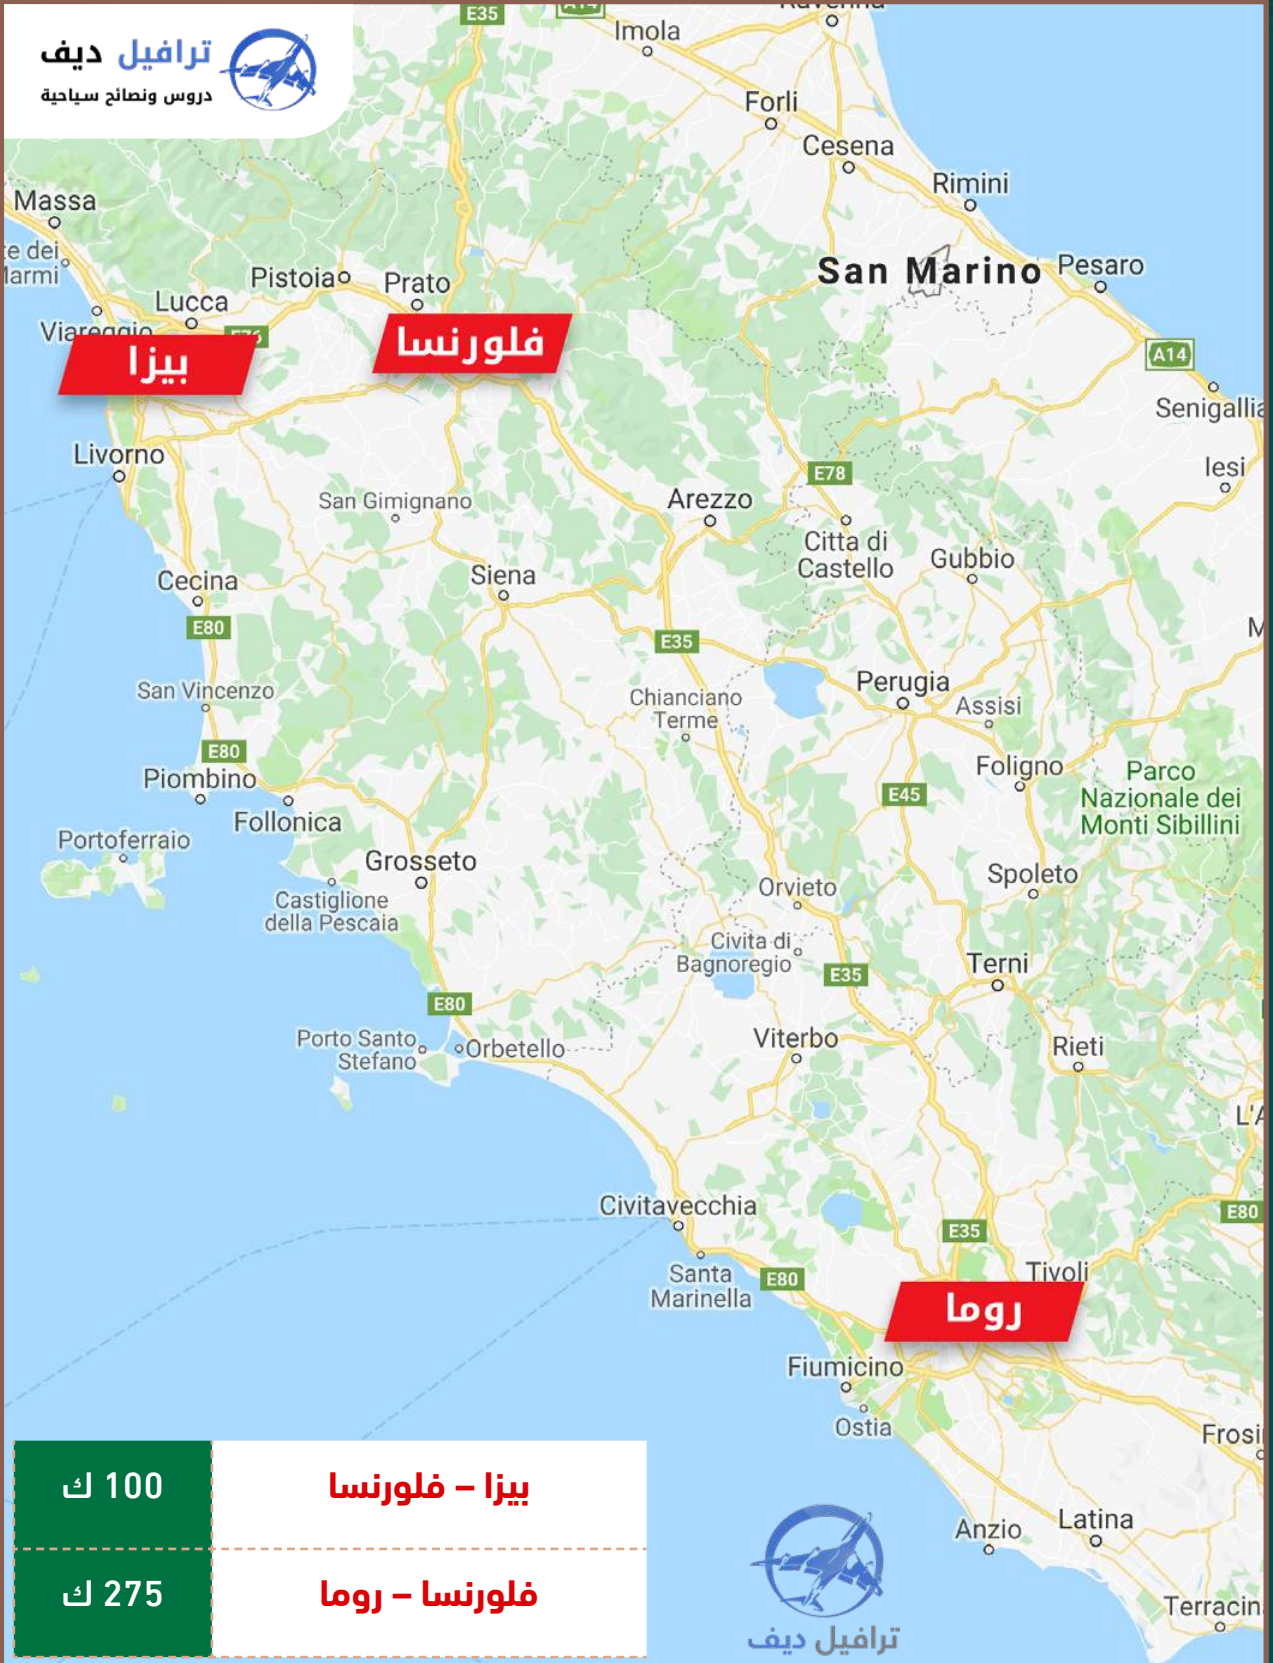 ترافيل ديف
دروس ونصائح سياحية
E35
A14
Imola
Forli
Cesena
Rimini
Massa
San Marino
Pesaro
Pistoia
Prato
Lucca
Viareggio
E76
بيزا
فلورنسا
A14
Senigallia
Livorno
Iesi
E78
San Gimignano
Arezzo
Citta di
Castello
Gubbio
Cecina
Siena
E80
E35
San Vincenzo
Chianciano
Terme
Perugia
Assisi
E80
Piombino
Foligno
Parco
Nazionale dei
Monti Sibillini
E45
Follonica
Portoferraio
Grosseto
Castiglione
della Pescaia
Orvieto
Spoleto
Civita di
Bagnoregio
E35
Terni
E80
Porto Santo
Stefano
Orbetello
Viterbo
Rieti
Civitavecchia
E80
E35
Santa
Marinella
E80
Tivoli
روما
Fiumicino
Ostia
Anzio
Latina
بيزا – فلورنسا
100 ك
فلورنسا – روما
275 ك
ترافيل ديف